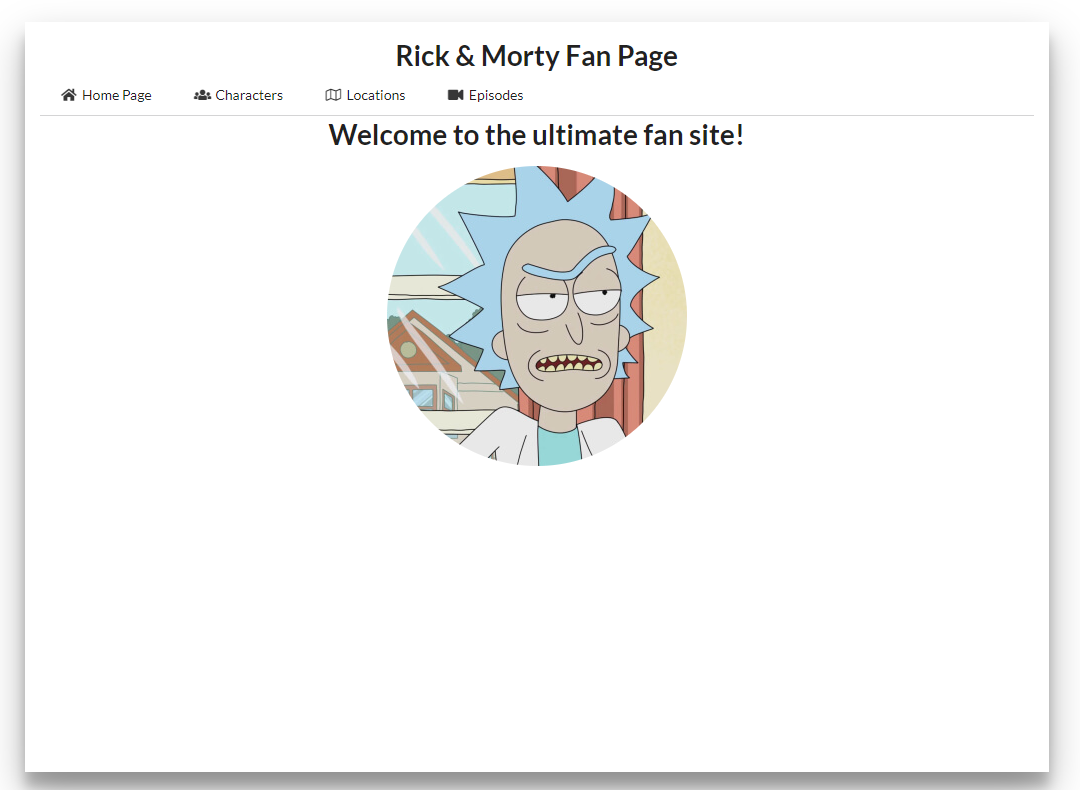 Rick & Morty Fan Page
Home Page Characters Locations Episodes
Welcome to the ultimate fan site!